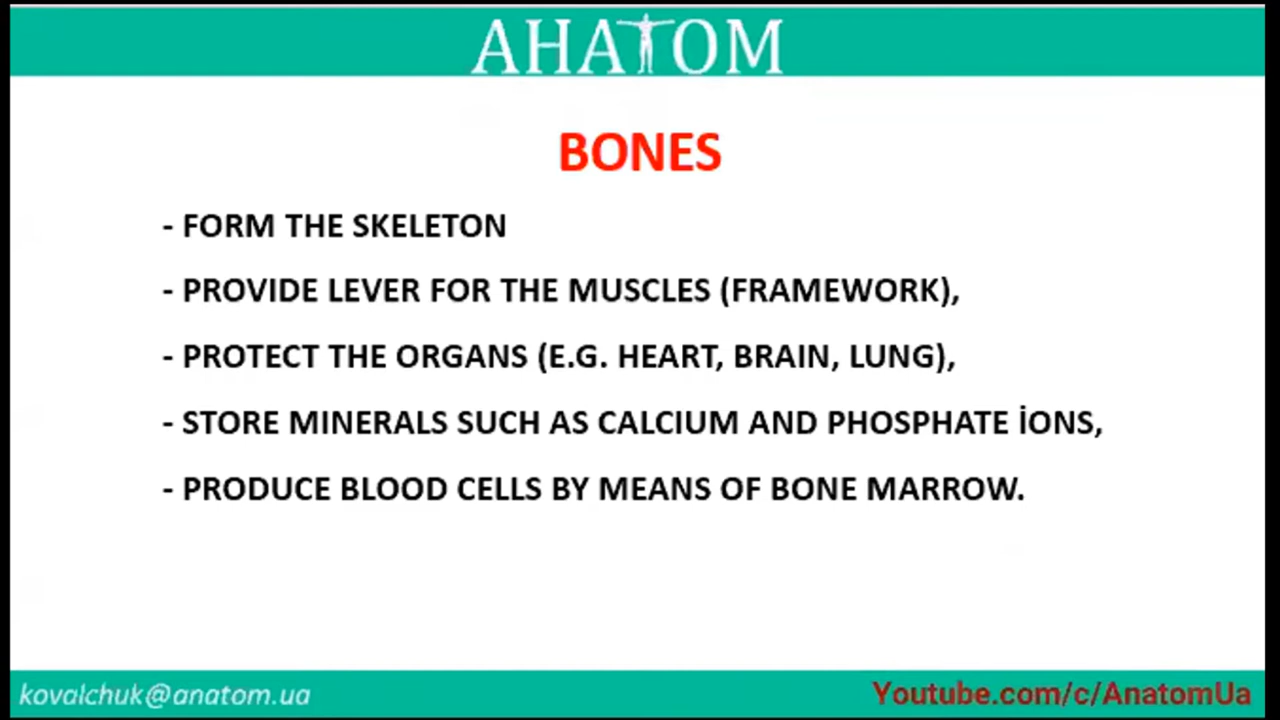 АНАТОМ
BONES
- FORM THE SKELETON
- PROVIDE LEVER FOR THE MUSCLES (FRAMEWORK),
- PROTECT THE ORGANS (E.G. HEART, BRAIN, LUNG),
- STORE MINERALS SUCH AS CALCIUM AND PHOSPHATE İONS,
- PRODUCE BLOOD CELLS BY MEANS OF BONE MARROW.
kovalchuk@anatom.ua
Youtube.com/c/AnatomUa